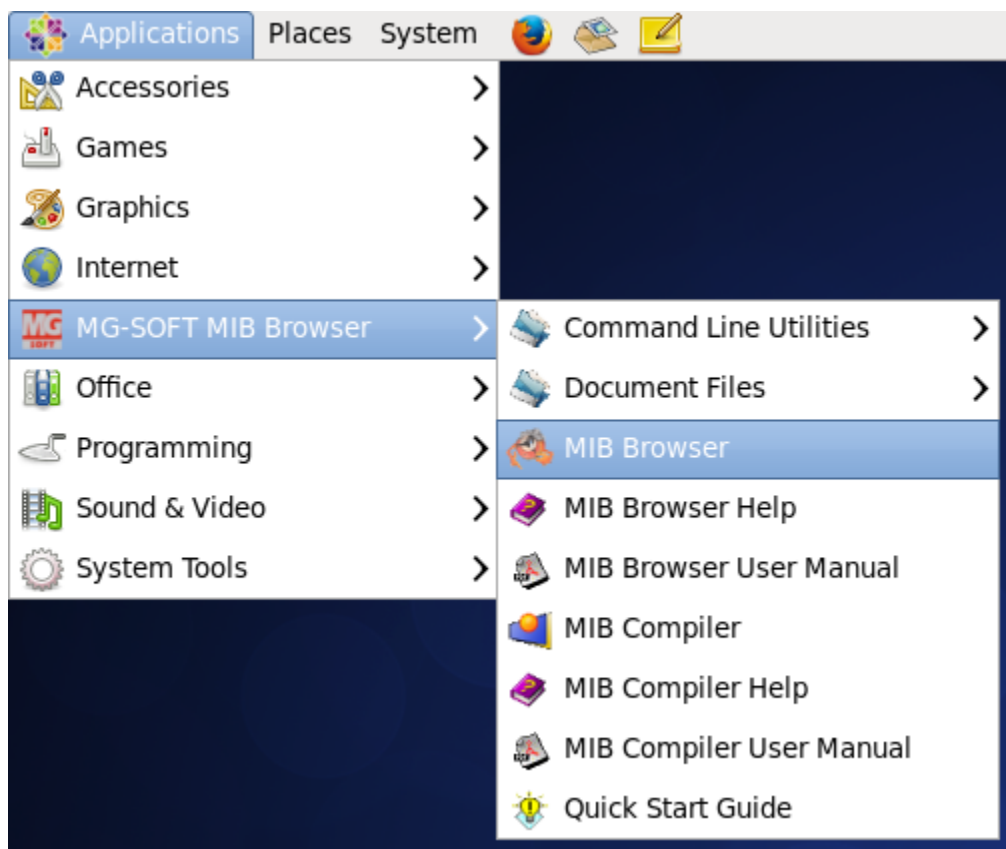 Applications Places System
Accessories
Games
Graphics
Internet
MG-SOFT MIB Browser
Office
Programming
Sound & Video
System Tools
Command Line Utilities
Document Files
MIB Browser
MIB Browser Help
MIB Browser User Manual
MIB Compiler
MIB Compiler Help
MIB Compiler User Manual
Quick Start Guide